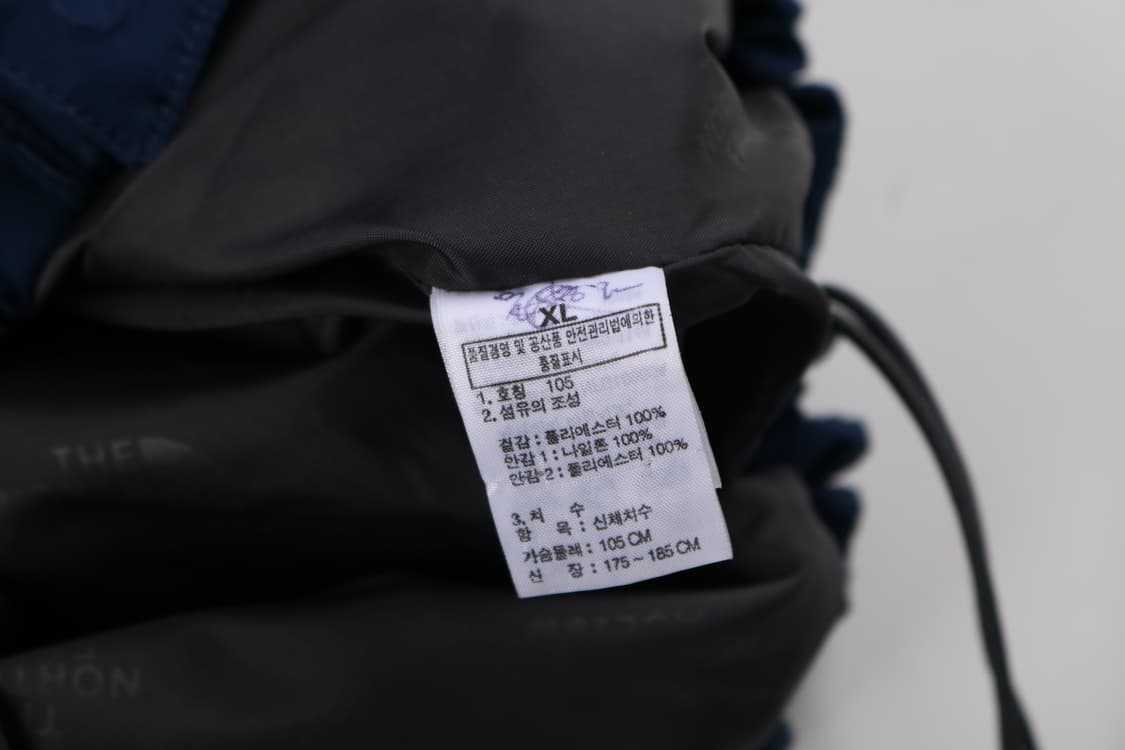 XL
품질경영 및 공산품 안전관리법에의한
품질표시
1. 호칭 105
2. 섬유의 조성
겉감 : 폴리에스터 100%
안감 1 : 나일론 100%
안감 2 : 폴리에스터 100%
3. 치 수
항 목 : 신체치수
가슴둘레 : 105 CM
신 장 : 175 ~ 185 CM
THE